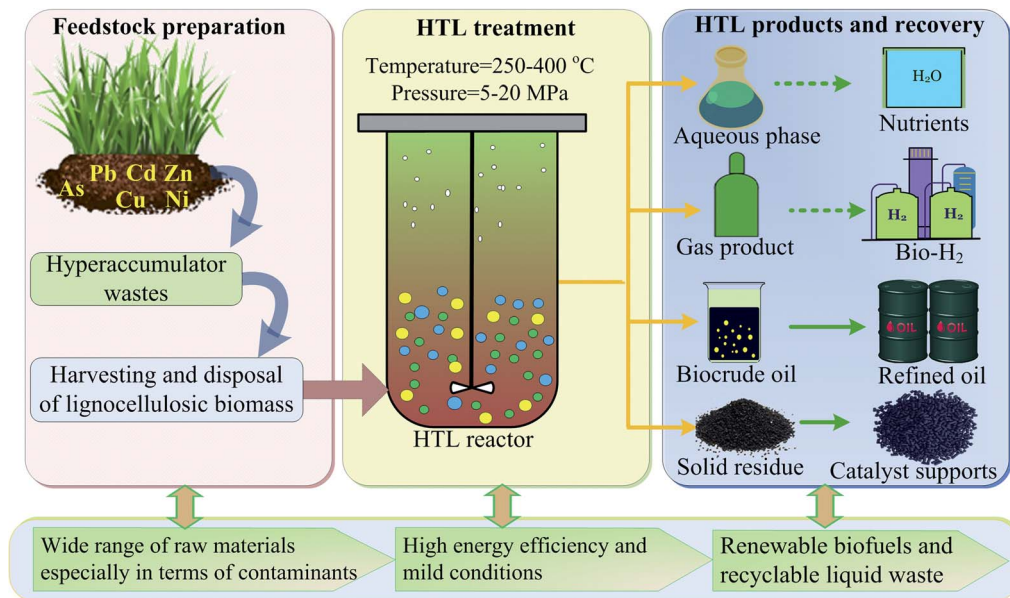 Feedstock preparation
As Pb Cd Zn
Cu Ni
Hyperaccumulator
wastes
Harvesting and disposal
of lignocellulosic biomass
HTL treatment
Temperature=250-400 °C
Pressure=5-20 MPa
HTL reactor
HTL products and recovery
Aqueous phase
H₂O
Nutrients
Gas product
H₂ H₂
Bio-H₂
Biocrude oil
OIL OIL
Refined oil
Solid residue
Catalyst supports
Wide range of raw materials
especially in terms of contaminants
High energy efficiency and
mild conditions
Renewable biofuels and
recyclable liquid waste